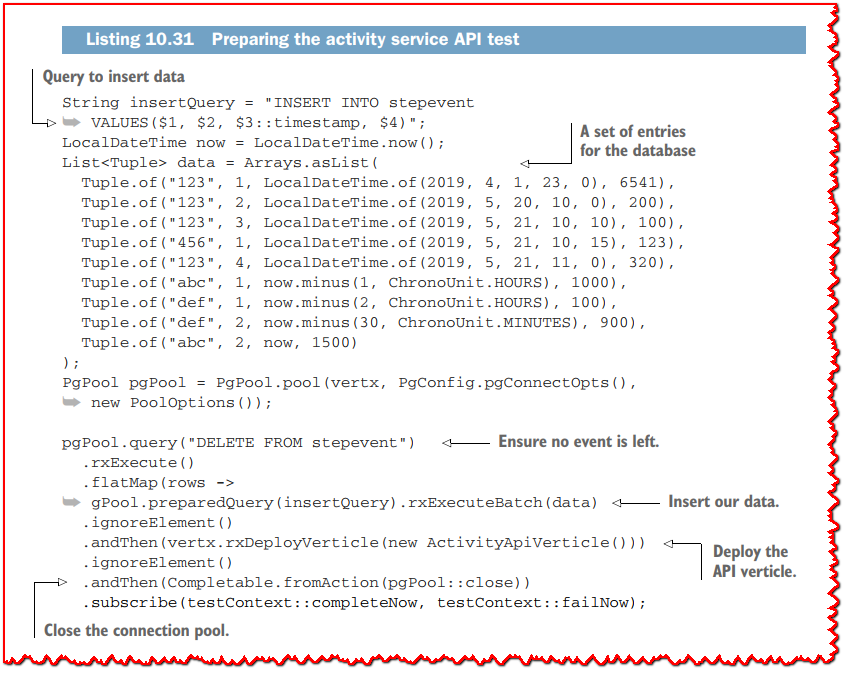 Listing 10.31 Preparing the activity service API test
Query to insert data
String insertQuery = "INSERT INTO stepevent
➥ VALUES($1, $2, $3::timestamp, $4)";
LocalDateTime now = LocalDateTime.now();
A set of entries
for the database
List<Tuple> data = Arrays.asList(
Tuple.of("123", 1, LocalDateTime.of(2019, 4, 1, 23, 0), 6541),
Tuple.of("123", 2, LocalDateTime.of(2019, 5, 20, 10, 0), 200),
Tuple.of("123", 3, LocalDateTime.of(2019, 5, 21, 10, 10), 100),
Tuple.of("456", 1, LocalDateTime.of(2019, 5, 21, 10, 15), 123),
Tuple.of("123", 4, LocalDateTime.of(2019, 5, 21, 11, 0), 320),
Tuple.of("abc", 1, now.minus(1, ChronoUnit.HOURS), 1000),
Tuple.of("def", 1, now.minus(2, ChronoUnit.HOURS), 100),
Tuple.of("def", 2, now.minus(30, ChronoUnit.MINUTES), 900),
Tuple.of("abc", 2, now, 1500)
);
PgPool pgPool = PgPool.pool(vertx, PgConfig.pgConnectOpts(),
➥ new PoolOptions());
pgPool.query("DELETE FROM stepevent")
Ensure no event is left.
.rxExecute()
.flatMap(rows ->
➥ gPool.preparedQuery(insertQuery).rxExecuteBatch(data)
Insert our data.
.ignoreElement()
.andThen(vertx.rxDeployVerticle(new ActivityApiVerticle()))
Deploy the
API verticle.
.ignoreElement()
.andThen(Completable.fromAction(pgPool::close))
.subscribe(testContext::completeNow, testContext::failNow);
Close the connection pool.